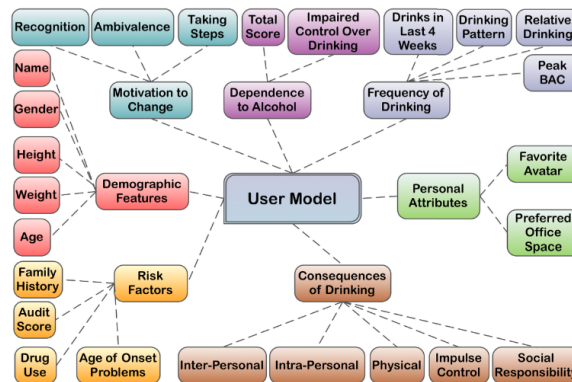 Recognition
Ambivalence
Taking
Steps
Total
Score
Impaired
Control Over
Drinking
Drinks in
Last 4
Weeks
Drinking
Pattern
Relative
Drinking
Peak
BAC
Name
Gender
Height
Weight
Age
Motivation to
Change
Dependence
to Alcohol
Frequency of
Drinking
Demographic
Features
User Model
Personal
Attributes
Favorite
Avatar
Preferred
Office
Space
Family
History
Audit
Score
Drug
Use
Risk
Factors
Age of Onset
Problems
Consequences
of Drinking
Inter-Personal
Intra-Personal
Physical
Impulse
Control
Social
Responsibility